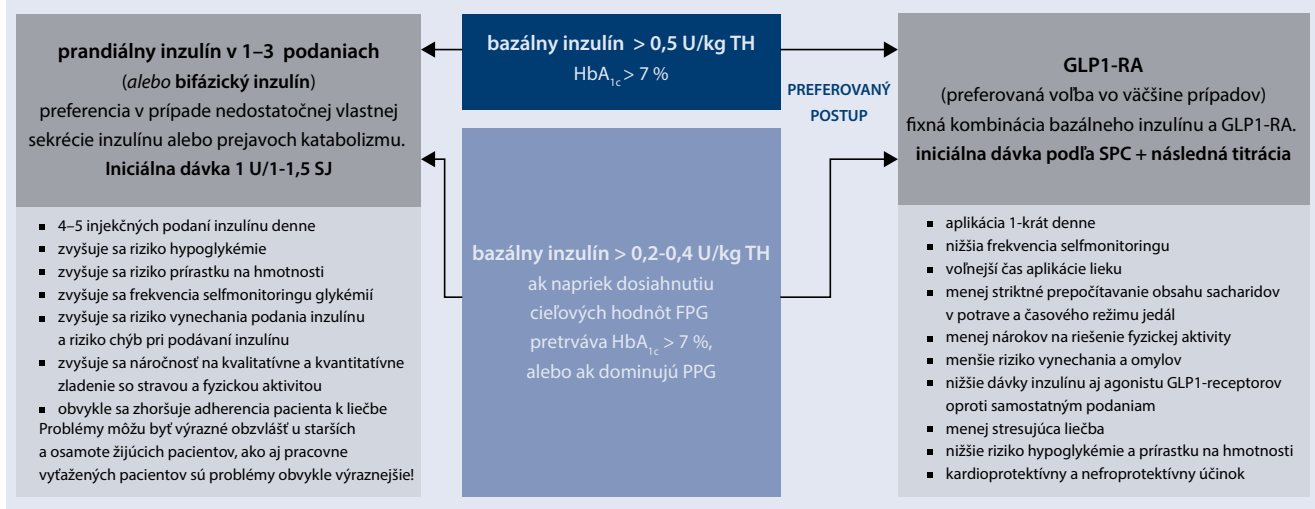 prandiálny inzulín v 1–3 podaniach
(alebo bifázický inzulín)
preferencia v prípade nedostatočnej vlastnej
sekrécie inzulínu alebo prejavoch katabolizmu.
Iniciálna dávka 1 U/1-1,5 SJ
4–5 injekčných podaní inzulínu denne
zvyšuje sa riziko hypoglykémie
zvyšuje sa riziko prírastku na hmotnosti
zvyšuje sa frekvencia selfmonitoringu glykémií
zvyšuje sa riziko vynechania podania inzulínu
a riziko chýb pri podávaní inzulínu
zvyšuje sa náročnosť na kvalitatívne a kvantitatívne
zladenie so stravou a fyzickou aktivitou
obvykle sa zhoršuje adherencia pacienta k liečbe
Problémy môžu byť výrazné obzvlášť u starších
a osamote žijúcich pacientov, ako aj pracovne
vyťažených pacientov sú problémy obvykle výraznejšie!
bazálny inzulín > 0,5 U/kg TH
HbA1c > 7 %
PREFEROVANÝ
POSTUP
bazálny inzulín > 0,2-0,4 U/kg TH
ak napriek dosiahnutiu
cieľových hodnôt FPG
pretrváva HbA1c > 7 %,
alebo ak dominujú PPG
GLP1-RA
(preferovaná voľba vo väčšine prípadov)
fixná kombinácia bazálneho inzulínu a GLP1-RA.
iniciálna dávka podľa SPC + následná titrácia
aplikácia 1-krát denne
nižšia frekvencia selfmonitoringu
voľnejší čas aplikácie lieku
menej striktné prepočítavanie obsahu sacharidov
v potrave a časového režimu jedál
menej nárokov na riešenie fyzickej aktivity
menšie riziko vynechania a omylov
nižšie dávky inzulínu aj agonistu GLP1-receptorov
oproti samostatným podaniam
menej stresujúca liečba
nižšie riziko hypoglykémie a prírastku na hmotnosti
kardioprotektívny a nefroprotektívny účinok